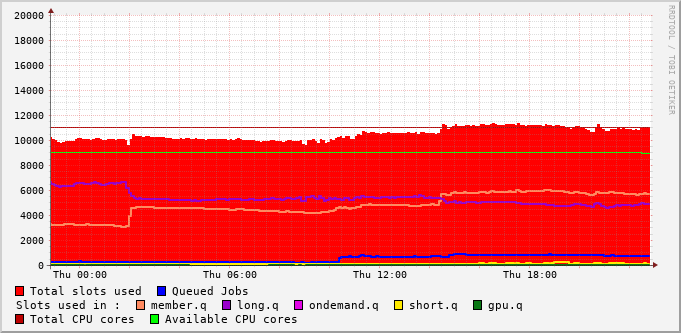 RRDTOOL / TOBI OETIKER
20000
18000
16000
14000
12000
10000
8000
6000
4000
2000
0
Thu 00:00 Thu 06:00 Thu 12:00 Thu 18:00
Total slots used Queued Jobs
Slots used in : member.q long.q ondemand.q short.q gpu.q
Total CPU cores Available CPU cores